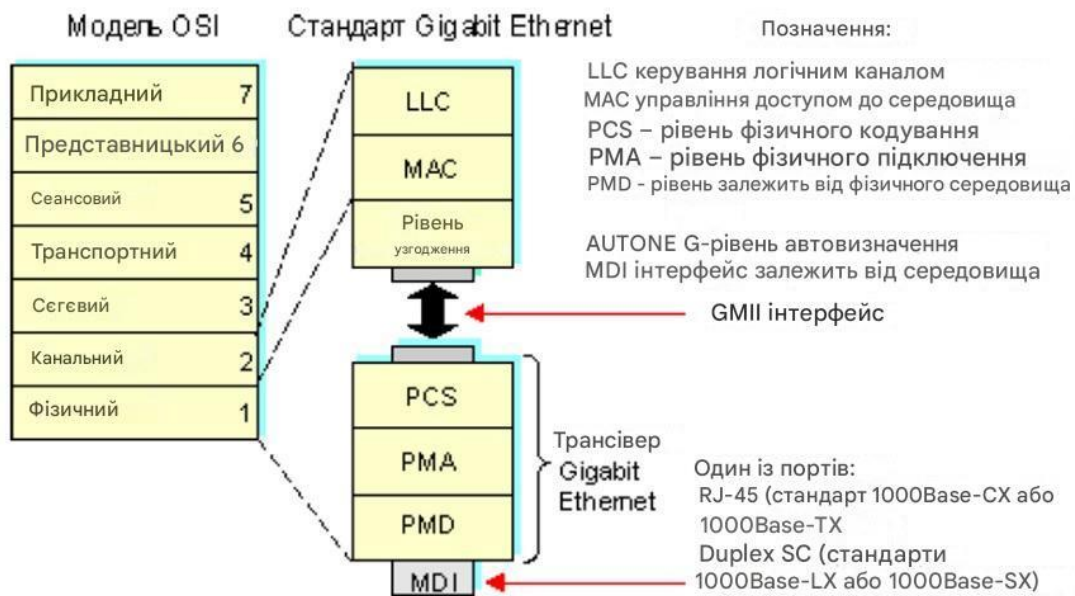 Модель OSI
Стандарт Gigabit Ethernet
Позначення:
Прикладний 7
Представницький 6
Сеансовий 5
Транспортний 4
Сєгєвий 3
Канальний 2
Фізичний 1
LLC
MAC
Рівень
узгодження
PCS
PMA
PMD
MDI
LLC керування логічним каналом
MAC управління доступом до середовища
PCS – рівень фізичного кодування
PMA – рівень фізичного підключення
PMD - рівень залежить від фізичного середовища
AUTONE G-рівень автовизначення
MDI інтерфейс залежить від середовища
GMII інтерфейс
Трансівер
Gigabit
Ethernet
Один із портів:
RJ-45 (стандарт 1000Base-CX або
1000Base-TX
Duplex SC (стандарти
1000Base-LX або 1000Base-SX)